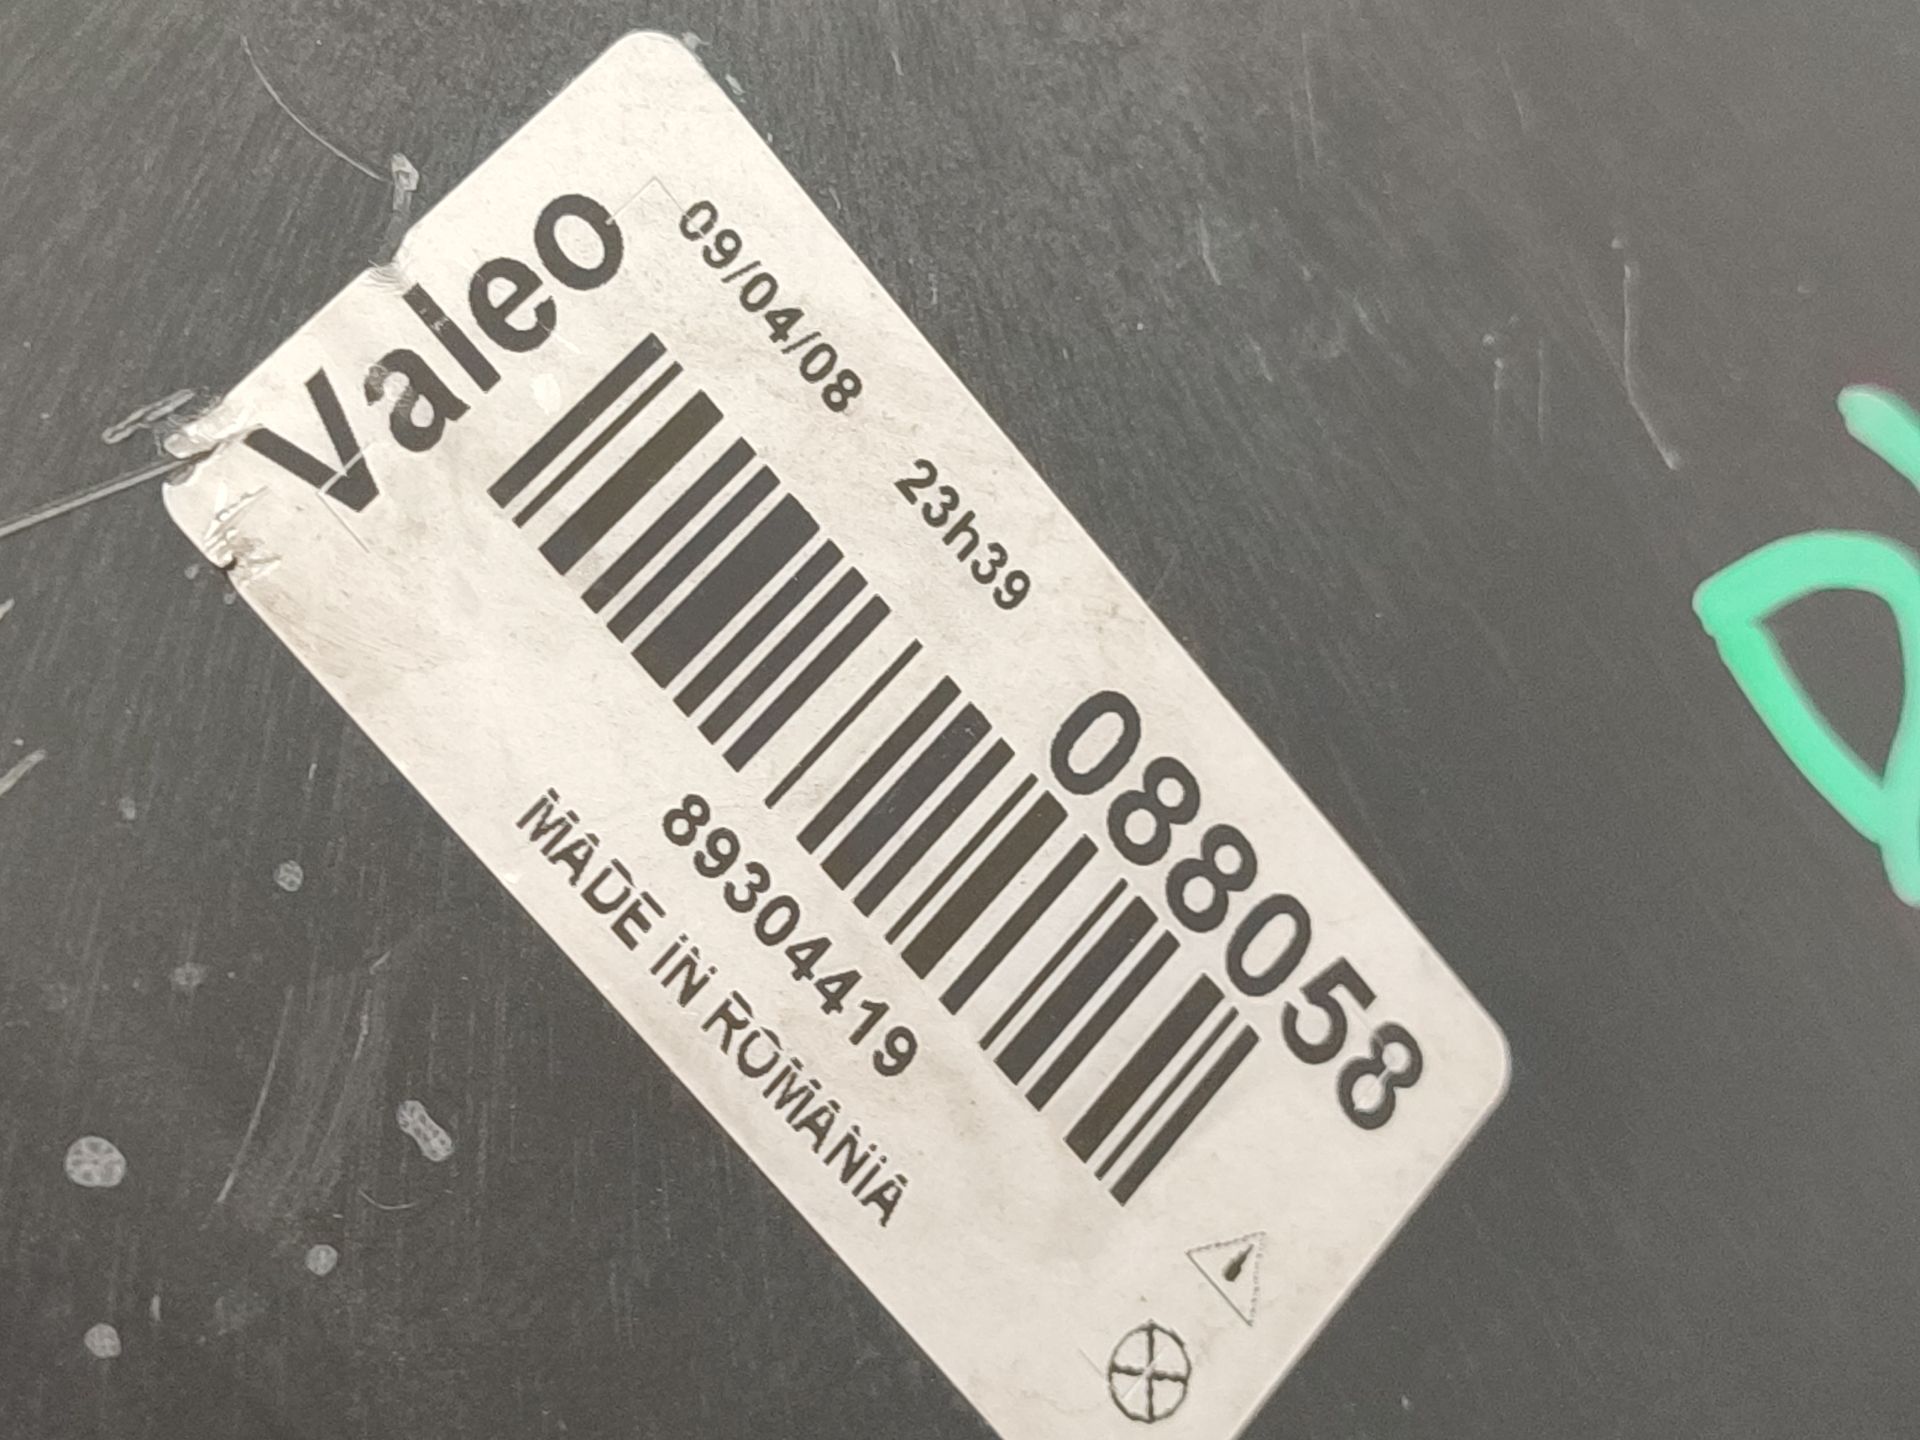 Valeo
09/04/08 23h39
088058
89304419
MADE IN ROMANIA